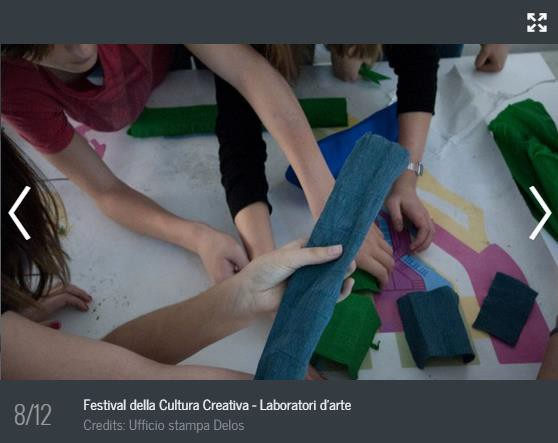 8/12
Festival della Cultura Creativa - Laboratori d'arte
Credits: Ufficio stampa Delos